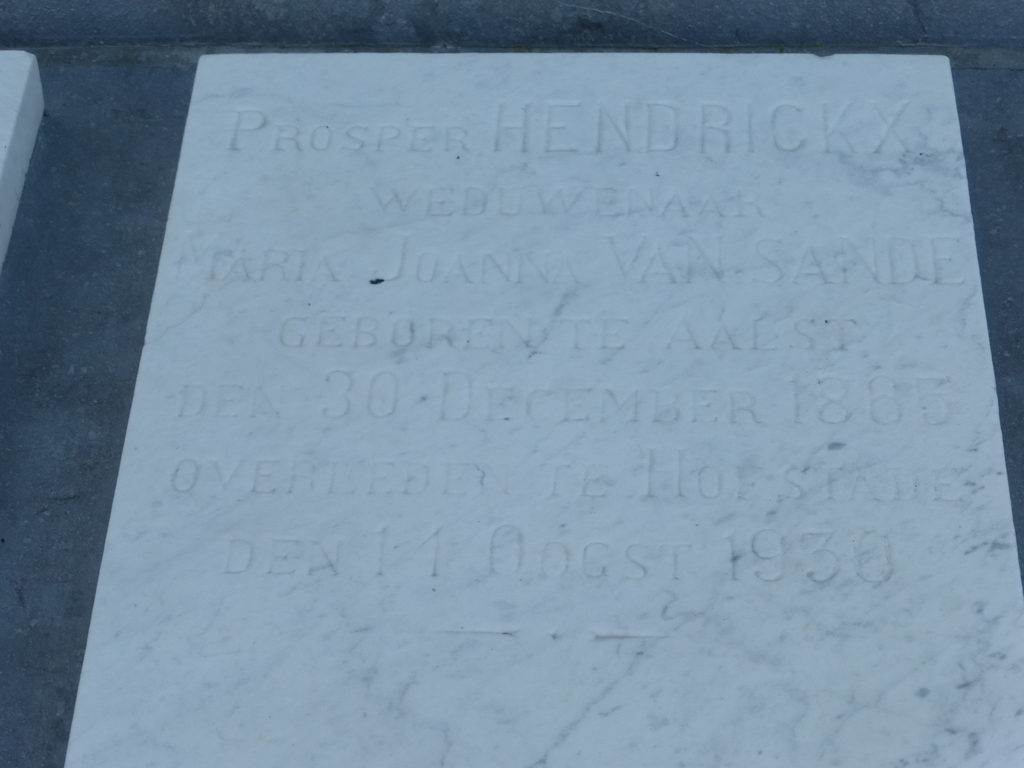 Prosper HENDRICKX
WEDUWENAAR
Maria Joanna VAN SANDE
GEBOREN TE AALST
DEN 30 December 1865
OVERLEDEN TE HOFSTADE
DEN 11 Oogst 1930